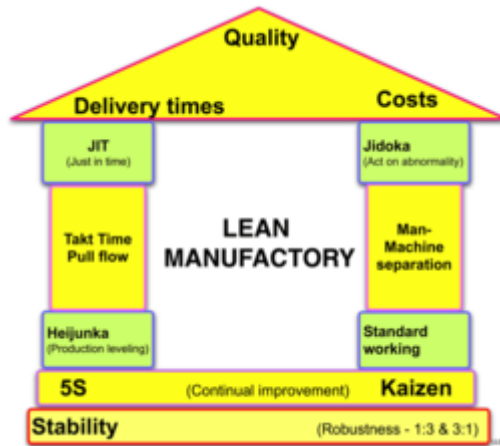 Quality
Delivery times Costs
JIT
(Just in time)
Jidoka
(Act on abnormality)
Takt Time
Pull flow
LEAN
MANUFACTORY
Man-
Machine
separation
Heijunka
(Production leveling)
Standard
working
5S (Continual improvement) Kaizen
Stability (Robustness - 1:3 & 3:1)